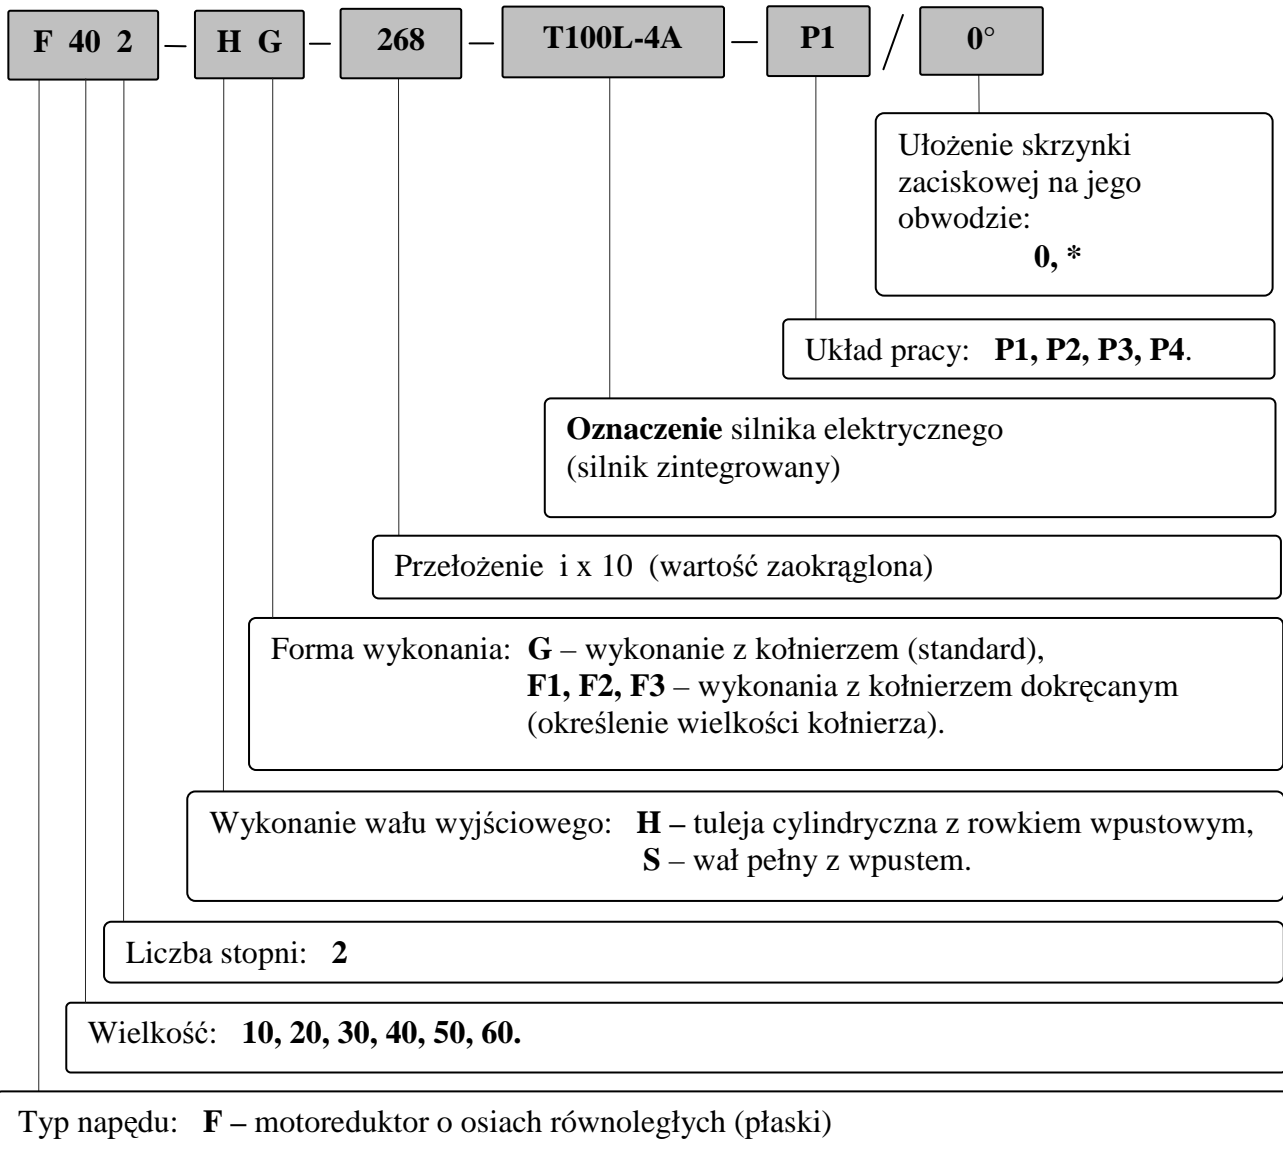 F 40 2 – H G – 268 – T100L-4A – P1 / 0°
Ułożenie skrzynki
zaciskowej na jego
obwodzie:
0, *
Układ pracy: P1, P2, P3, P4.
Oznaczenie silnika elektrycznego
(silnik zintegrowany)
Przełożenie i x 10 (wartość zaokrąglona)
Forma wykonania: G – wykonanie z kołnierzem (standard),
F1, F2, F3 – wykonania z kołnierzem dokręcanym
(określenie wielkości kołnierza).
Wykonanie wału wyjściowego: H – tuleja cylindryczna z rowkiem wpustowym,
S – wał pełny z wpustem.
Liczba stopni: 2
Wielkość: 10, 20, 30, 40, 50, 60.
Typ napędu: F – motoreduktor o osiach równoległych (płaski)